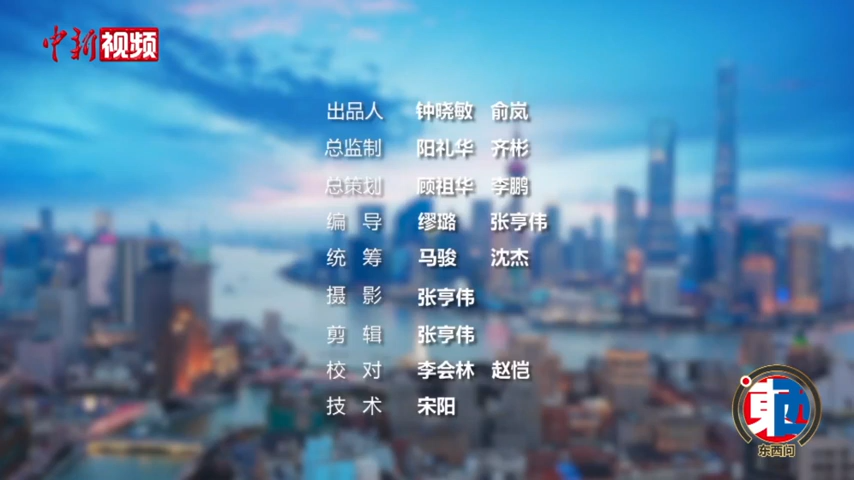 中新视频
出品人 钟晓敏 俞岚
总监制 阳礼华 齐彬
总策划 顾祖华 李鹏
编导 缪璐 张亨伟
统筹 马骏 沈杰
摄影 张亨伟
剪辑 张亨伟
校对 李会林 赵恺
技术 宋阳
东西问